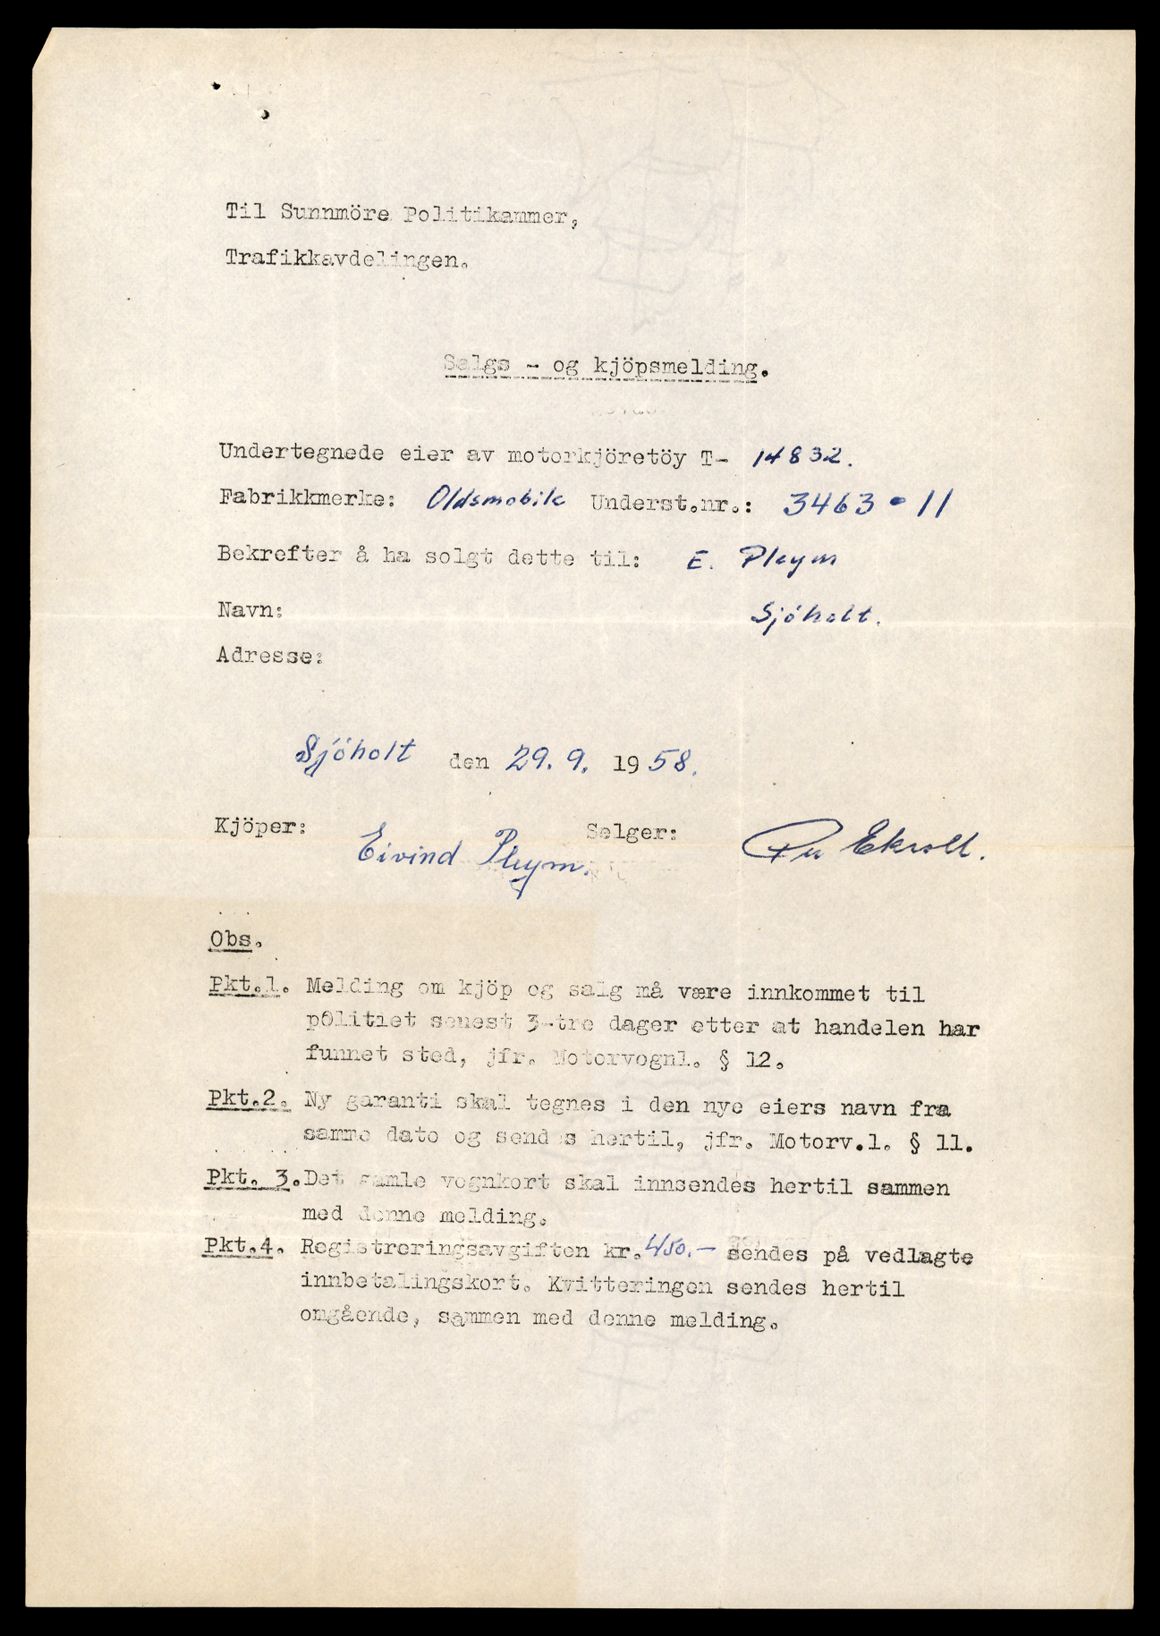 Til Sunnmöre Politikammer,
Trafikkavdelingen.
Salgs - og kjöpsmelding.
Undertegnede eier av motorkjöretöy T- 14832.
Fabrikkmerke: Oldsmobile Underst.nr.: 3463-11
Bekrefter å ha solgt dette til: E. Pleym
Navn: Sjöholt.
Adresse:
Sjöholt den 29.9. 1958.
Kjöper: Eivind Pleym. Selger: Per Ekroll.
Obs.
Pkt.1. Melding om kjöp og salg må være innkommet til
politiet senest 3-tre dager etter at handelen har
funnet sted, jfr. Motorvognl. § 12.
Pkt.2. Ny garanti skal tegnes i den nye eiers navn fra
samme dato og sendes hertil, jfr. Motorv.l. § 11.
Pkt. 3. Det gamle vognkort skal innsendes hertil sammen
med denne melding.
Pkt.4. Registreringsavgiften kr. 450.- sendes på vedlagte
innbetalingskort. Kvitteringen sendes hertil
omgående, sammen med denne melding.